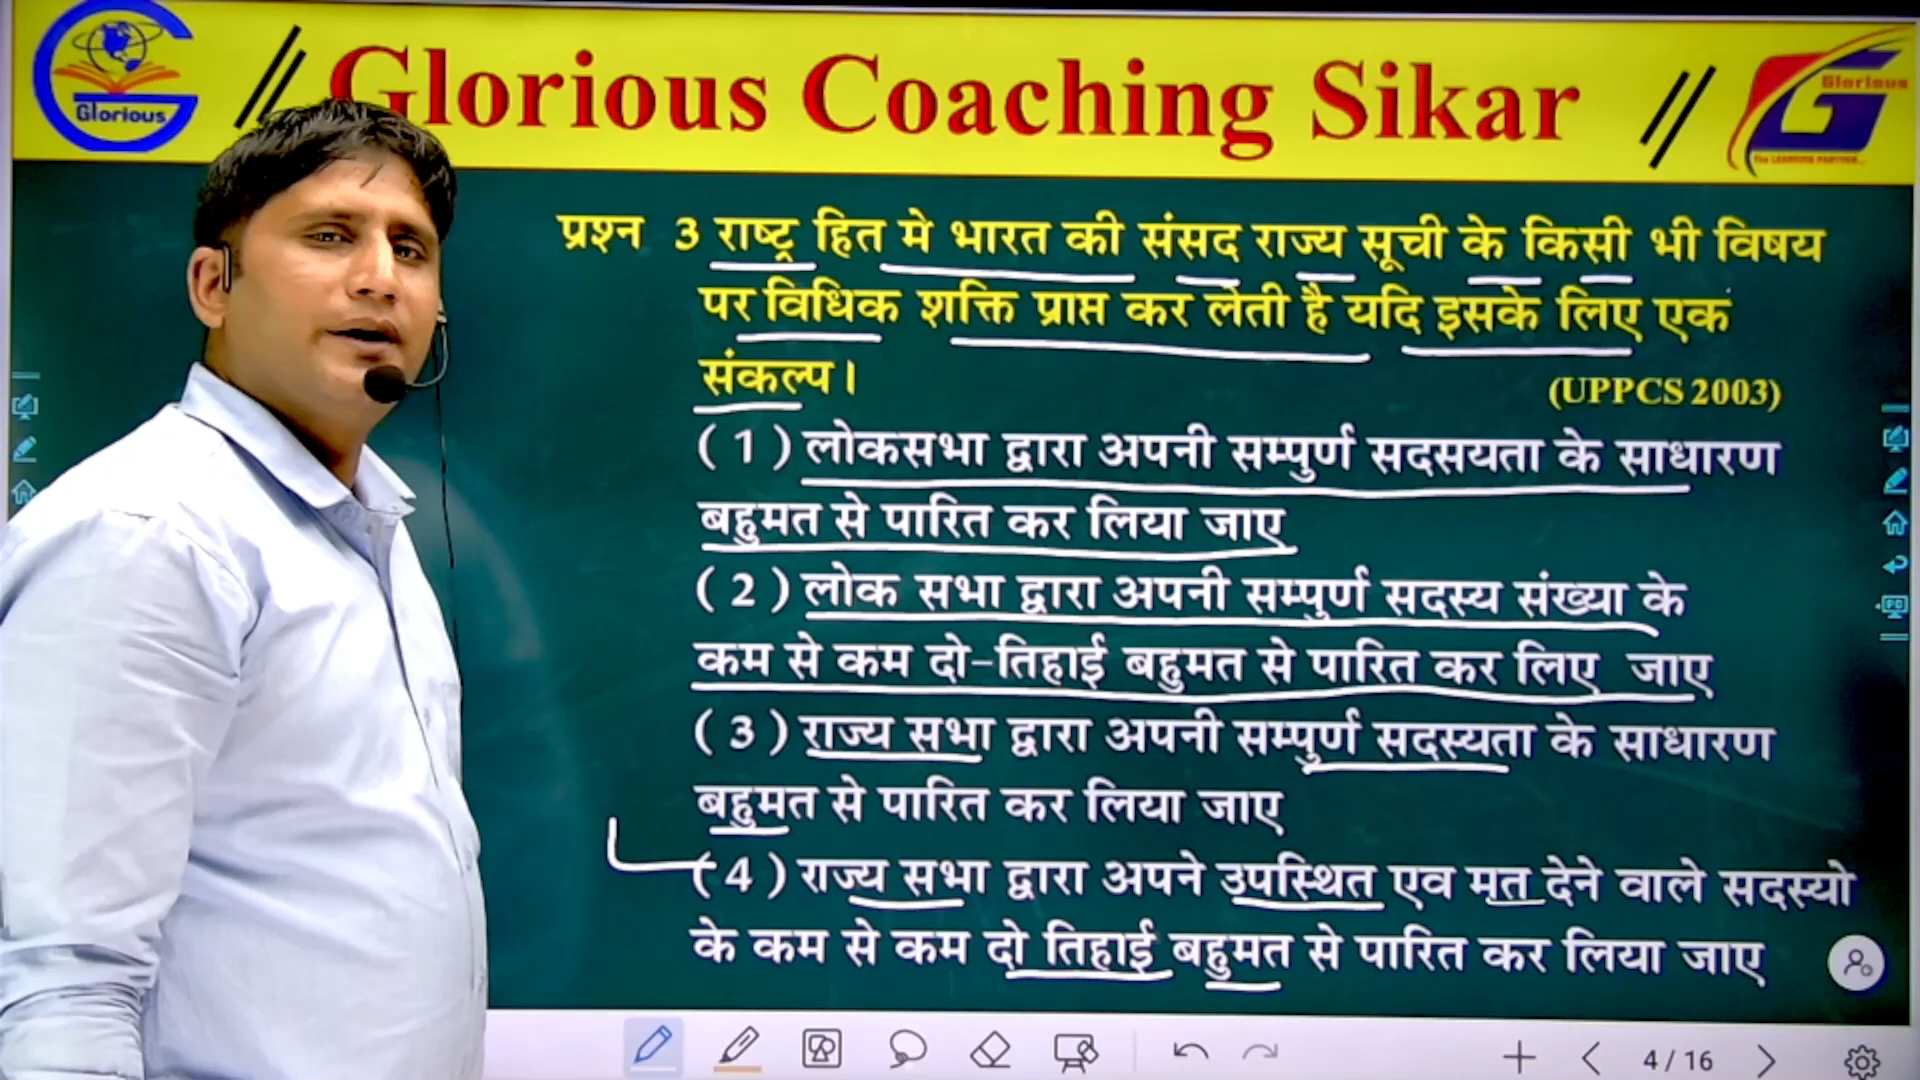 Glorious
// Glorious Coaching Sikar //
Glorious
G
The LEARNING PARTNER...
प्रश्न 3 राष्ट्र हित मे भारत की संसद राज्य सूची के किसी भी विषय
पर विधिक शक्ति प्राप्त कर लेती है यदि इसके लिए एक
संकल्प।
(UPPCS 2003)
(1) लोकसभा द्वारा अपनी सम्पुर्ण सदसयता के साधारण
बहुमत से पारित कर लिया जाए
(2) लोक सभा द्वारा अपनी सम्पुर्ण सदस्य संख्या के
कम से कम दो-तिहाई बहुमत से पारित कर लिए जाए
(3) राज्य सभा द्वारा अपनी सम्पुर्ण सदस्यता के साधारण
बहुमत से पारित कर लिया जाए
(4) राज्य सभा द्वारा अपने उपस्थित एव मत देने वाले सदस्यो
के कम से कम दो तिहाई बहुमत से पारित कर लिया जाए
4 / 16